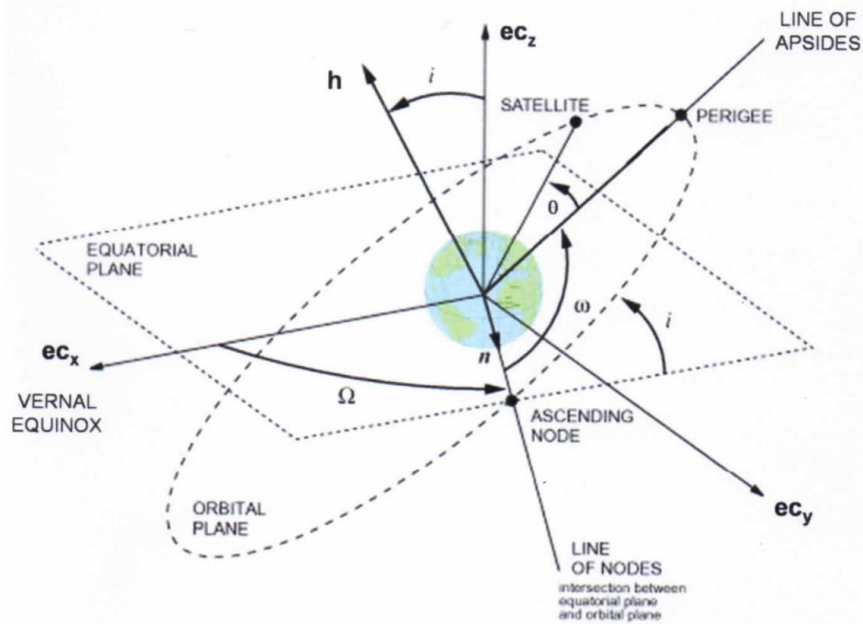 LINE OF
APSIDES
ec_z
h
i
SATELLITE
PERIGEE
θ
EQUATORIAL
PLANE
ω
i
n
ec_x
VERNAL
EQUINOX
Ω
ASCENDING
NODE
ec_y
ORBITAL
PLANE
LINE
OF NODES
intersection between
equatorial plane
and orbital plane